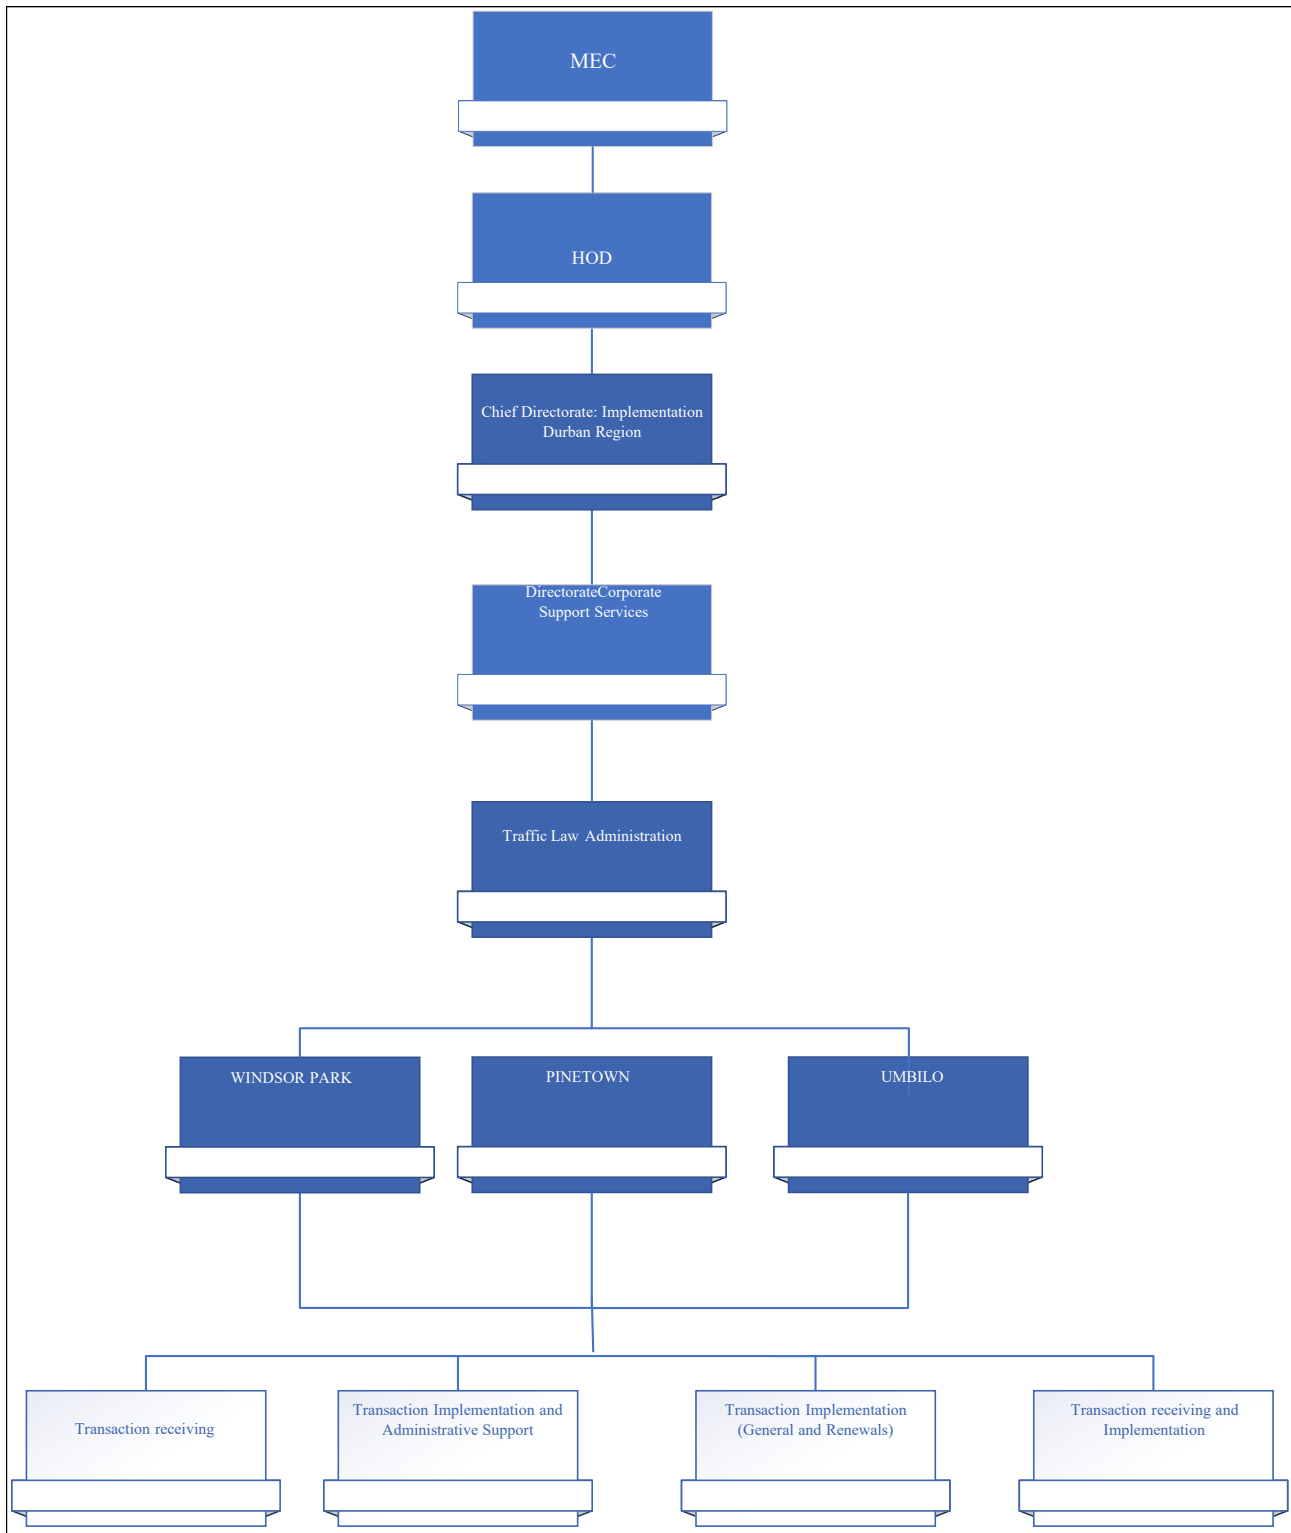 MEC
HOD
Chief Directorate: Implementation
Durban Region
DirectorateCorporate
Support Services
Traffic Law Administration
WINDSOR PARK
PINETOWN
UMBILO
Transaction receiving
Transaction Implementation and
Administrative Support
Transaction Implementation
(General and Renewals)
Transaction receiving and
Implementation